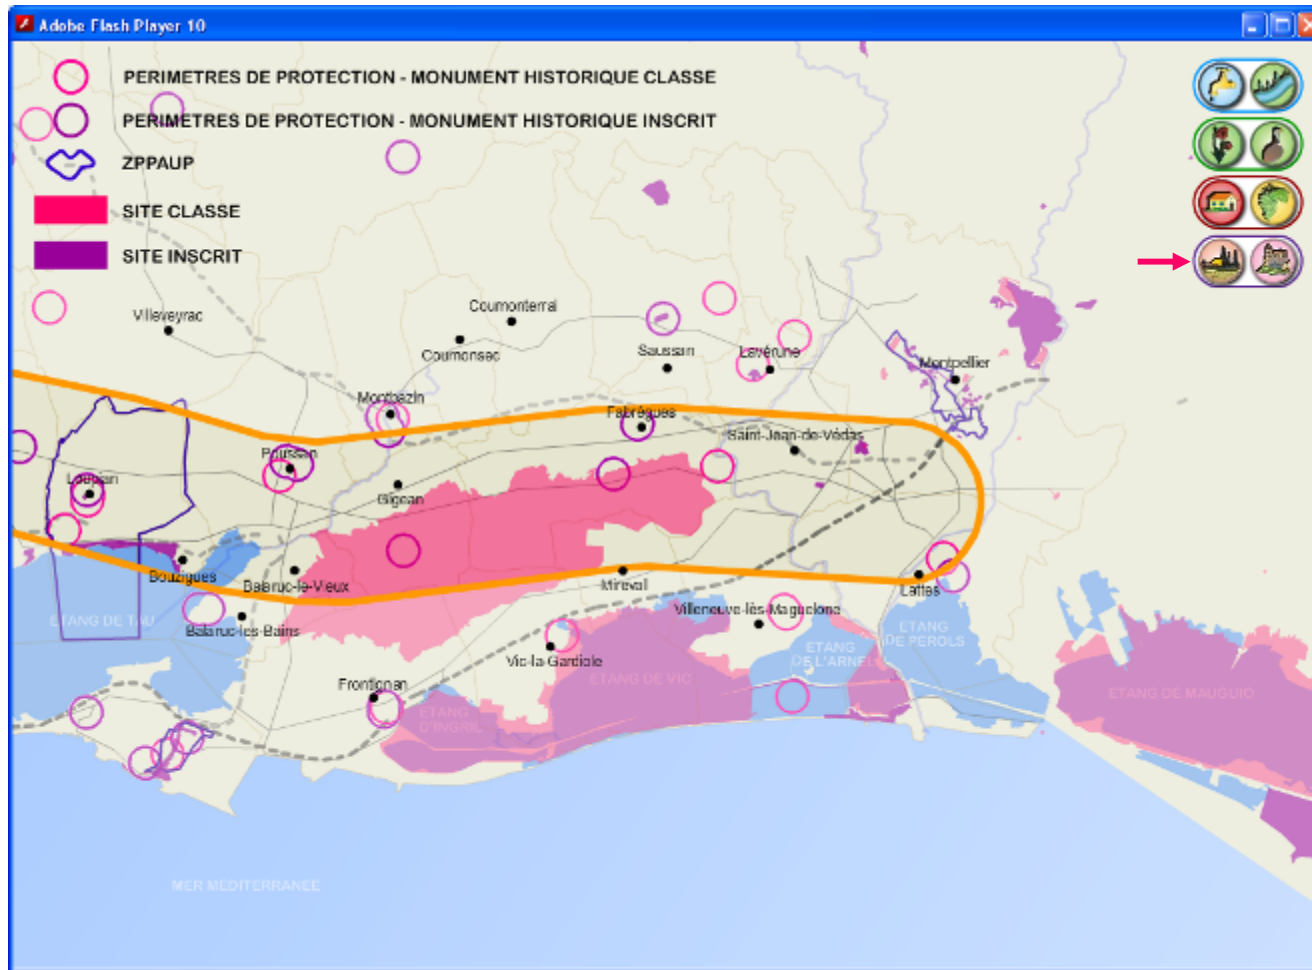 Adobe Flash Player 10
PERIMETRES DE PROTECTION - MONUMENT HISTORIQUE CLASSE
PERIMETRES DE PROTECTION - MONUMENT HISTORIQUE INSCRIT
ZPPAUP
SITE CLASSE
SITE INSCRIT
Villeveyrac
Cournonterral
Cournonsec
Saussan
Lavérune
Montpellier
Montbazin
Fabrègues
Saint-Jean-de-Védas
Poussan
Loupian
Gigean
Bouzigues
Balaruc-le-Vieux
Mireval
Lattes
ETANG DE TAU
Balaruc-les-Bains
Villeneuve-lès-Maguelone
ETANG
DE PEROLS
ETANG
DE L'ARNEL
Vic-la-Gardiole
ETANG DE VIC
Frontignan
ETANG DE MAUGUIO
ETANG
D'INGRIL
MER MEDITERRANEE